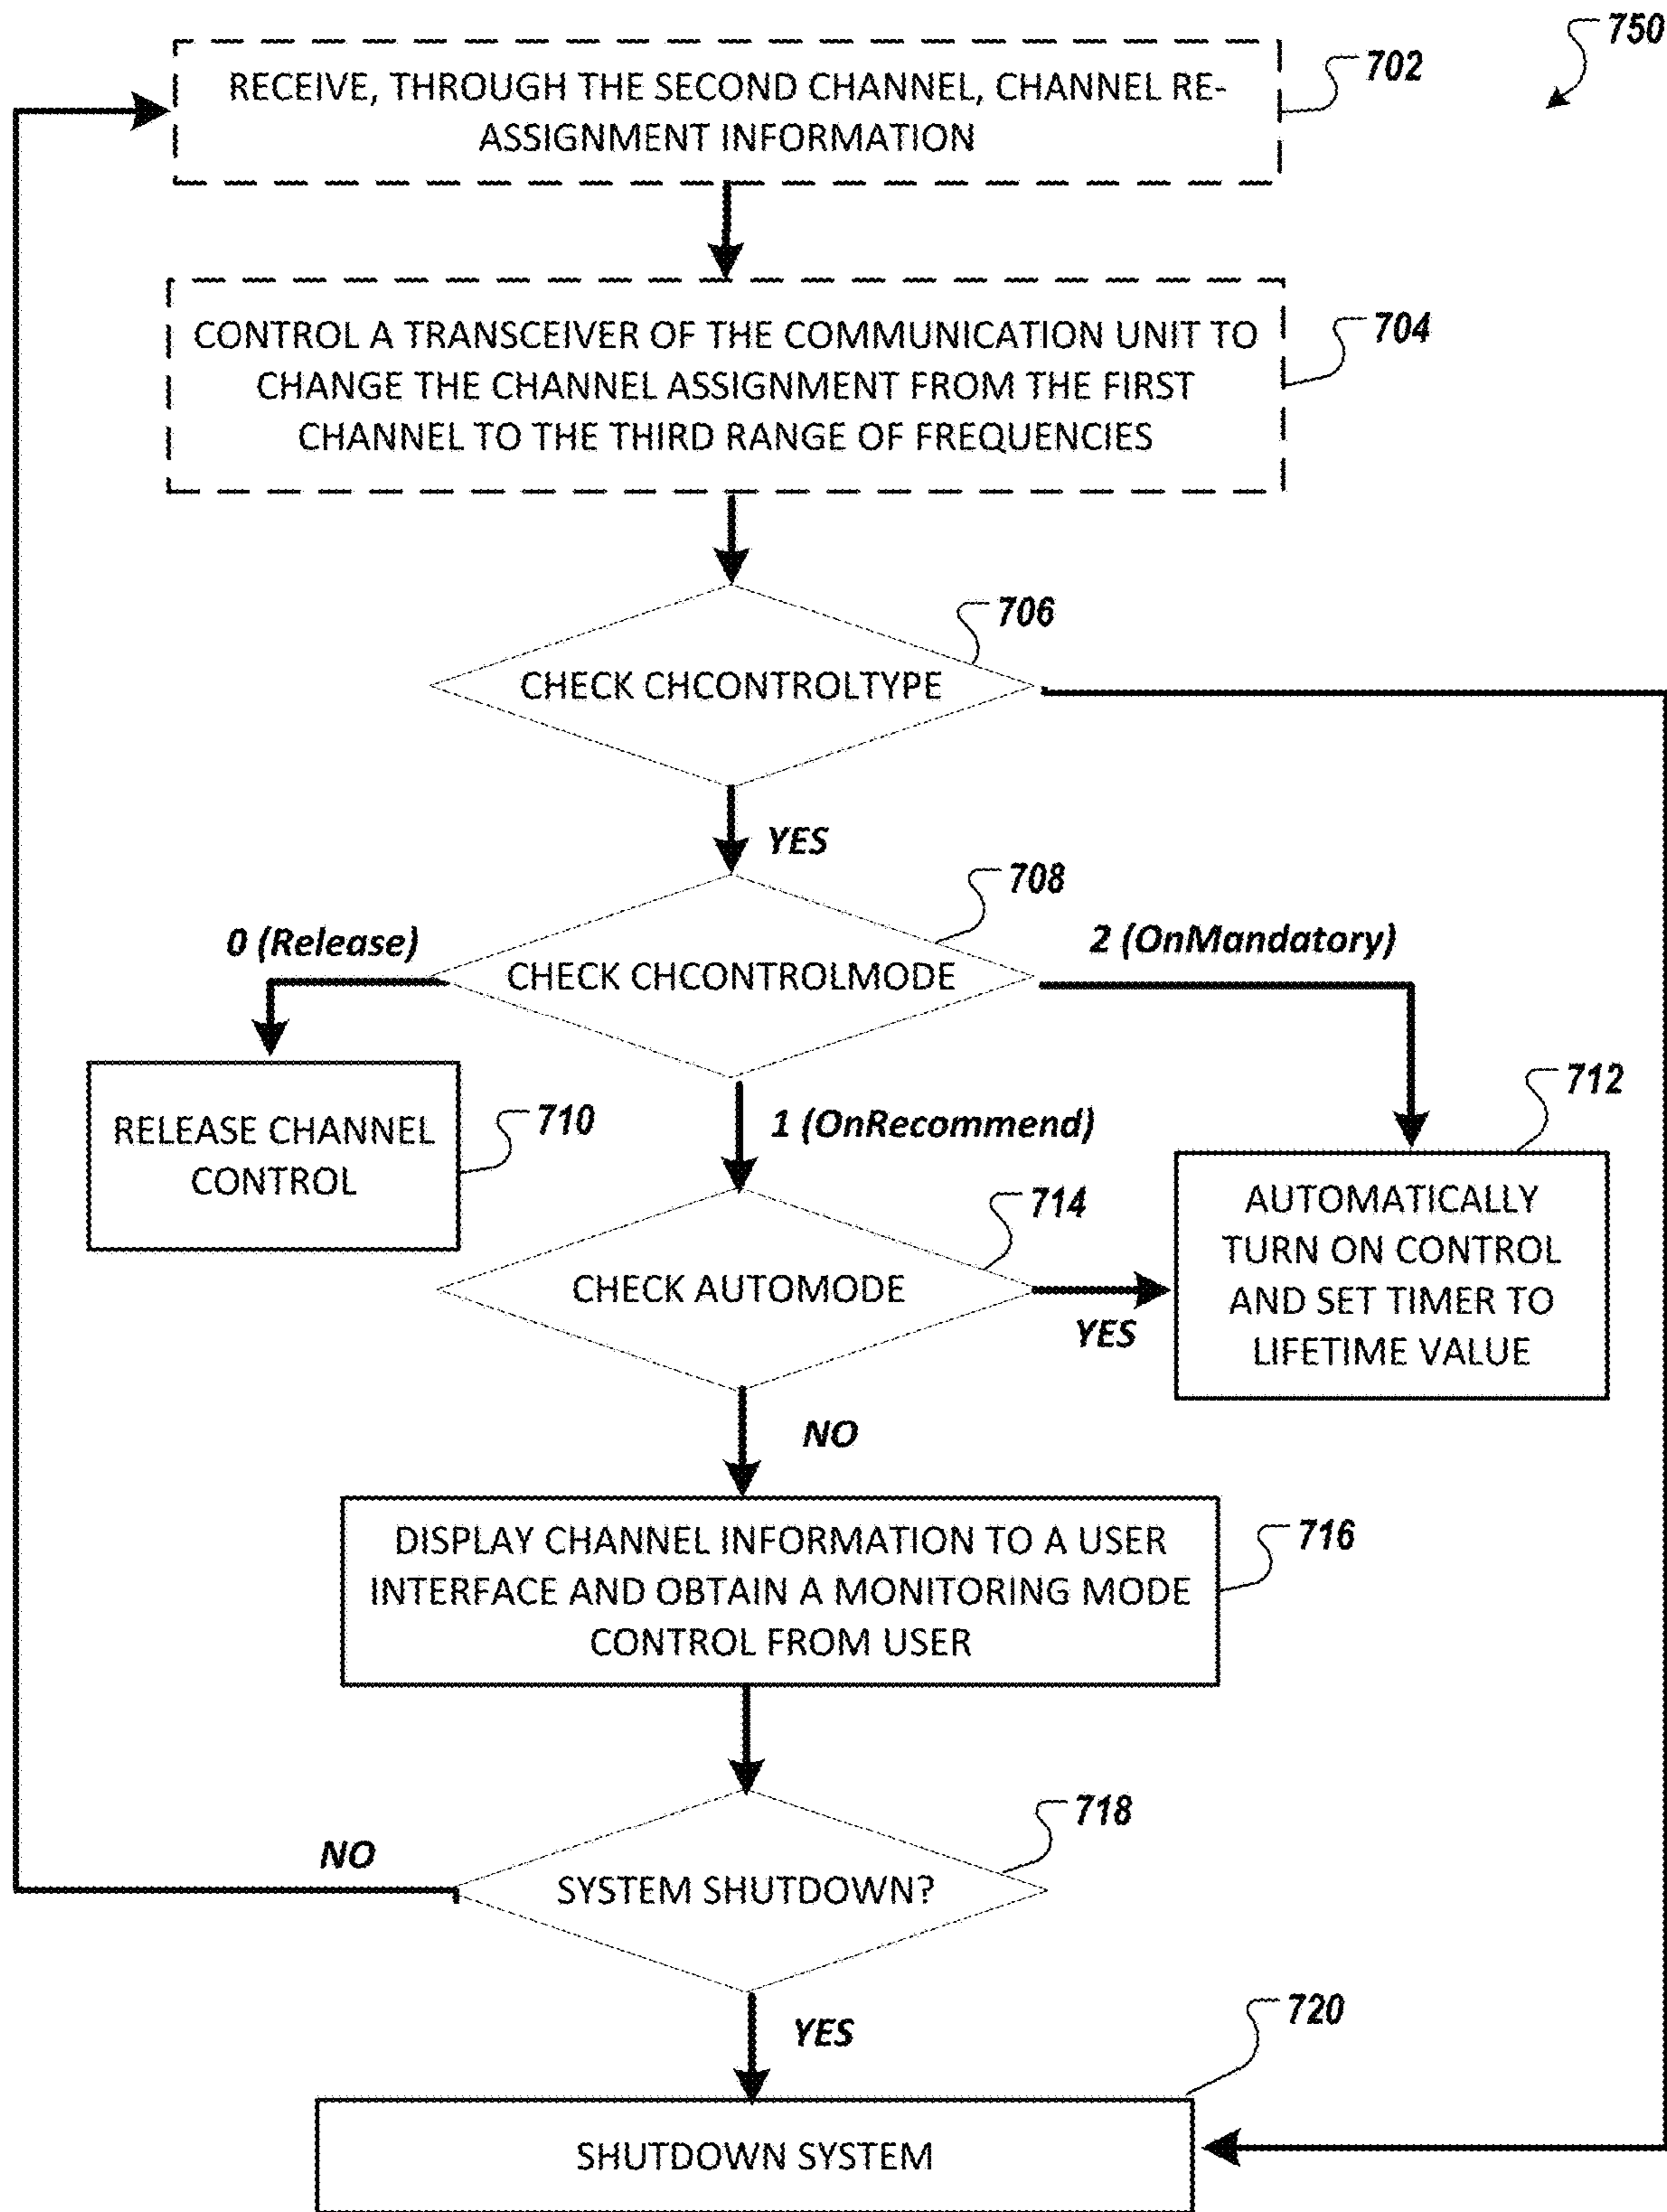 750
702
RECEIVE, THROUGH THE SECOND CHANNEL, CHANNEL RE-
ASSIGNMENT INFORMATION
704
CONTROL A TRANSCEIVER OF THE COMMUNICATION UNIT TO
CHANGE THE CHANNEL ASSIGNMENT FROM THE FIRST
CHANNEL TO THE THIRD RANGE OF FREQUENCIES
706
CHECK CHCONTROLTYPE
YES
708
0 (Release)
2 (OnMandatory)
CHECK CHCONTROLMODE
712
710
RELEASE CHANNEL
CONTROL
1 (OnRecommend)
714
AUTOMATICALLY
TURN ON CONTROL
AND SET TIMER TO
LIFETIME VALUE
CHECK AUTOMODE
YES
NO
716
DISPLAY CHANNEL INFORMATION TO A USER
INTERFACE AND OBTAIN A MONITORING MODE
CONTROL FROM USER
718
NO
SYSTEM SHUTDOWN?
YES
720
SHUTDOWN SYSTEM